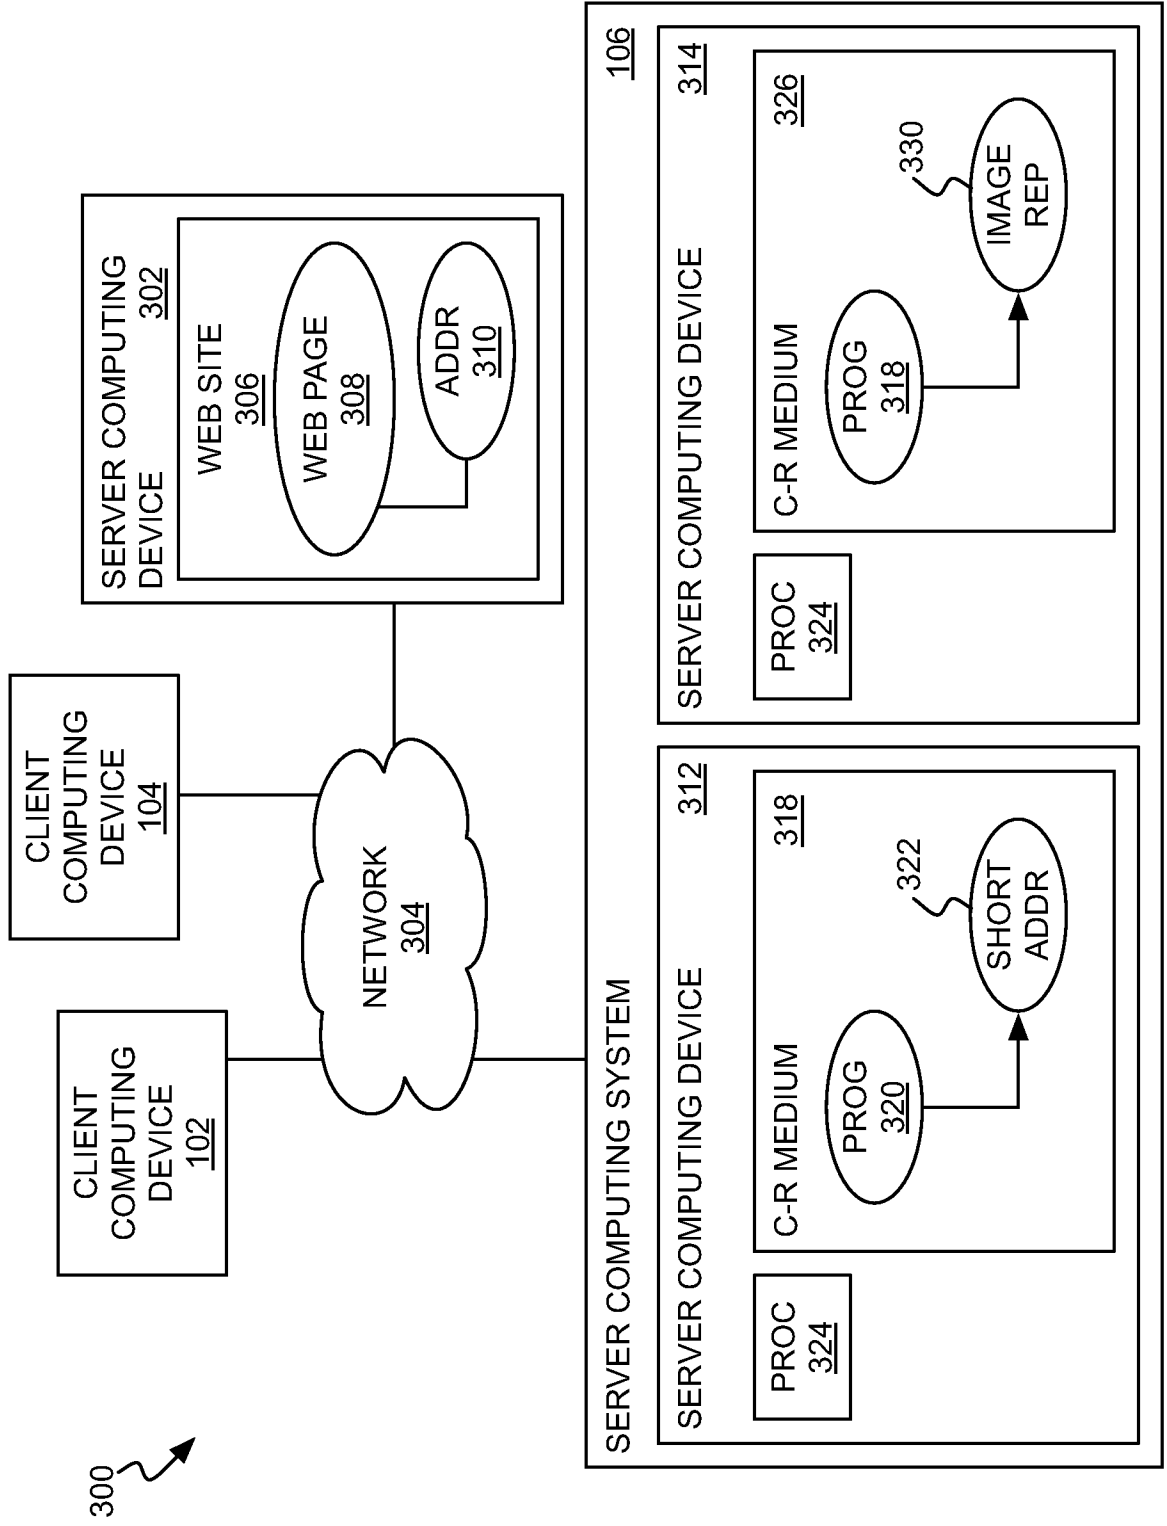 300
CLIENT
COMPUTING
DEVICE
102
CLIENT
COMPUTING
DEVICE
104
SERVER COMPUTING
DEVICE
302
WEB SITE
306
WEB PAGE
308
ADDR
310
NETWORK
304
SERVER COMPUTING SYSTEM
106
SERVER COMPUTING DEVICE
312
PROC
324
C-R MEDIUM
318
PROG
320
322
SHORT
ADDR
SERVER COMPUTING DEVICE
314
PROC
324
C-R MEDIUM
326
PROG
318
330
IMAGE
REP